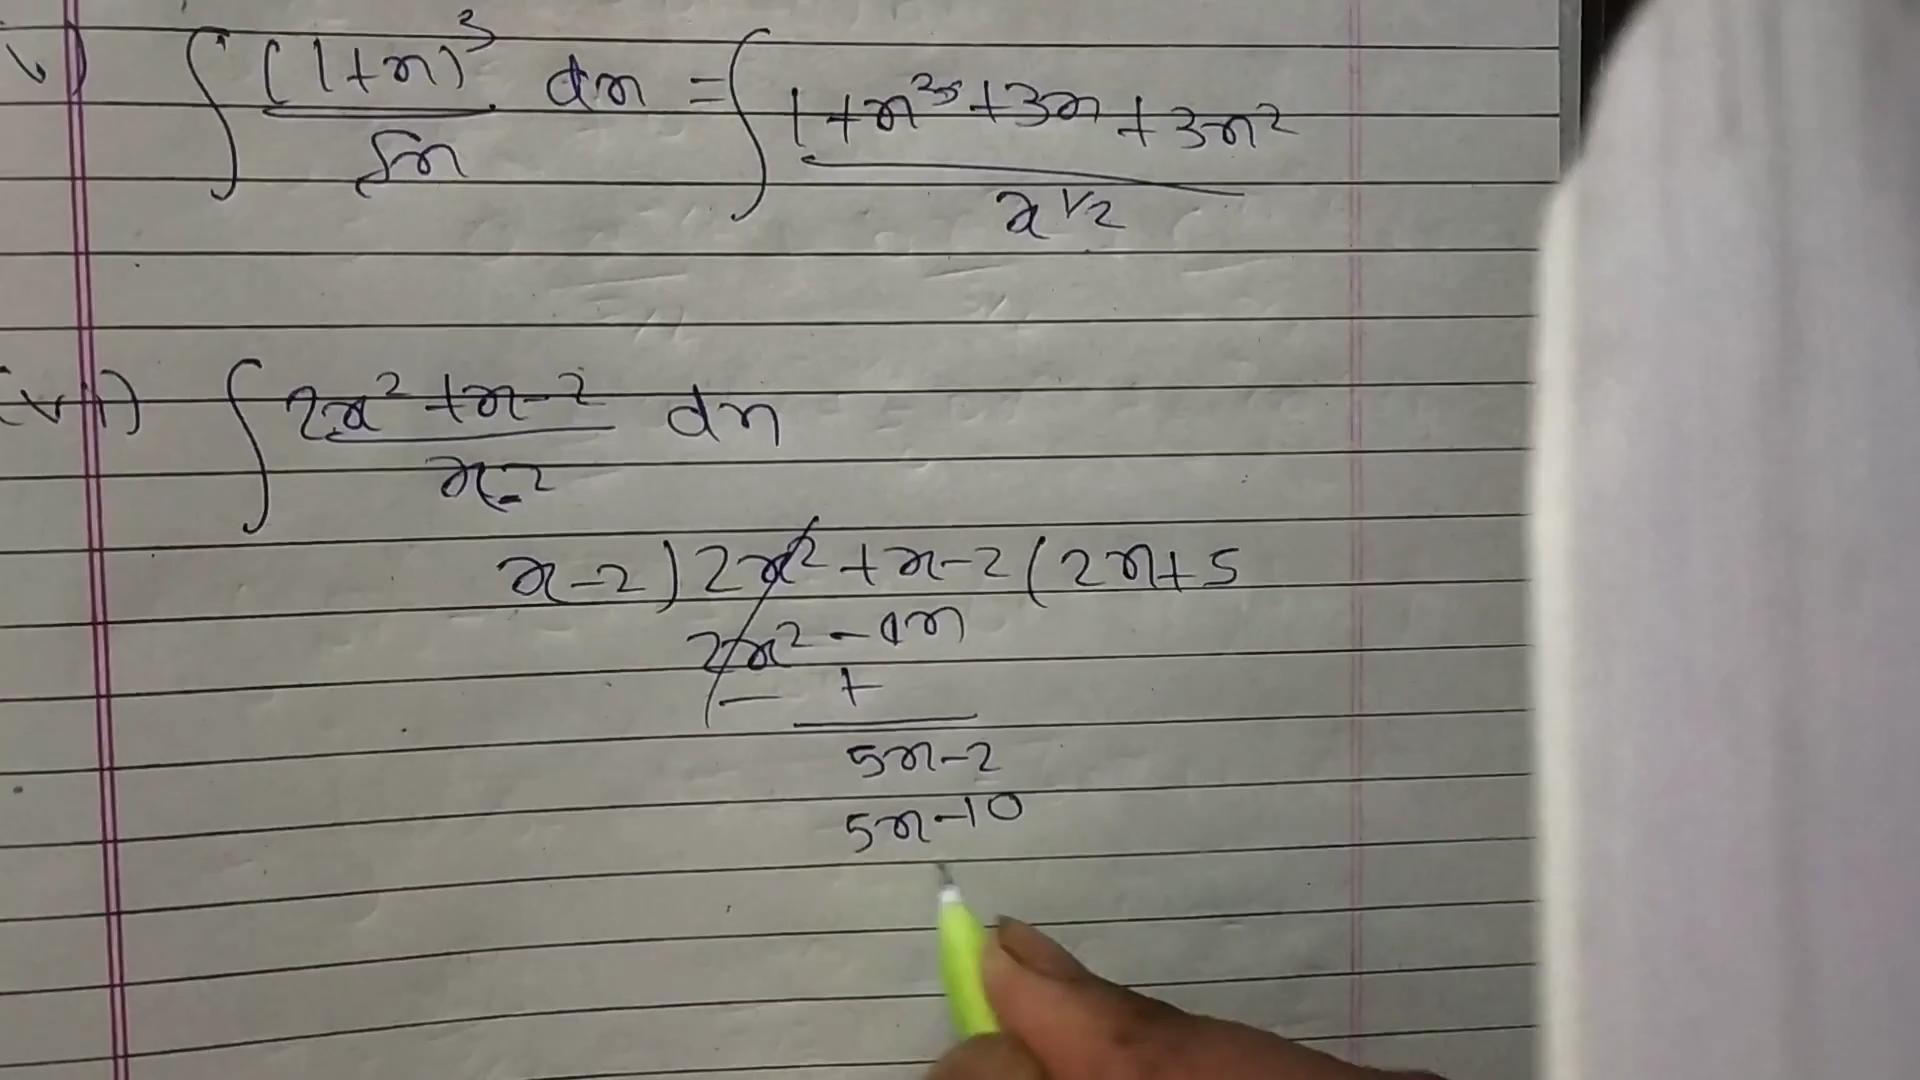 v) ∫ (1+x)³/√x dx = ∫ 1+x³+3x+3x²/x^1/2
(vi) ∫ 2x²+x-2/x-2 dx
x-2)2x²+x-2(2x+5
2x²-4x
- +
5x-2
5x-10